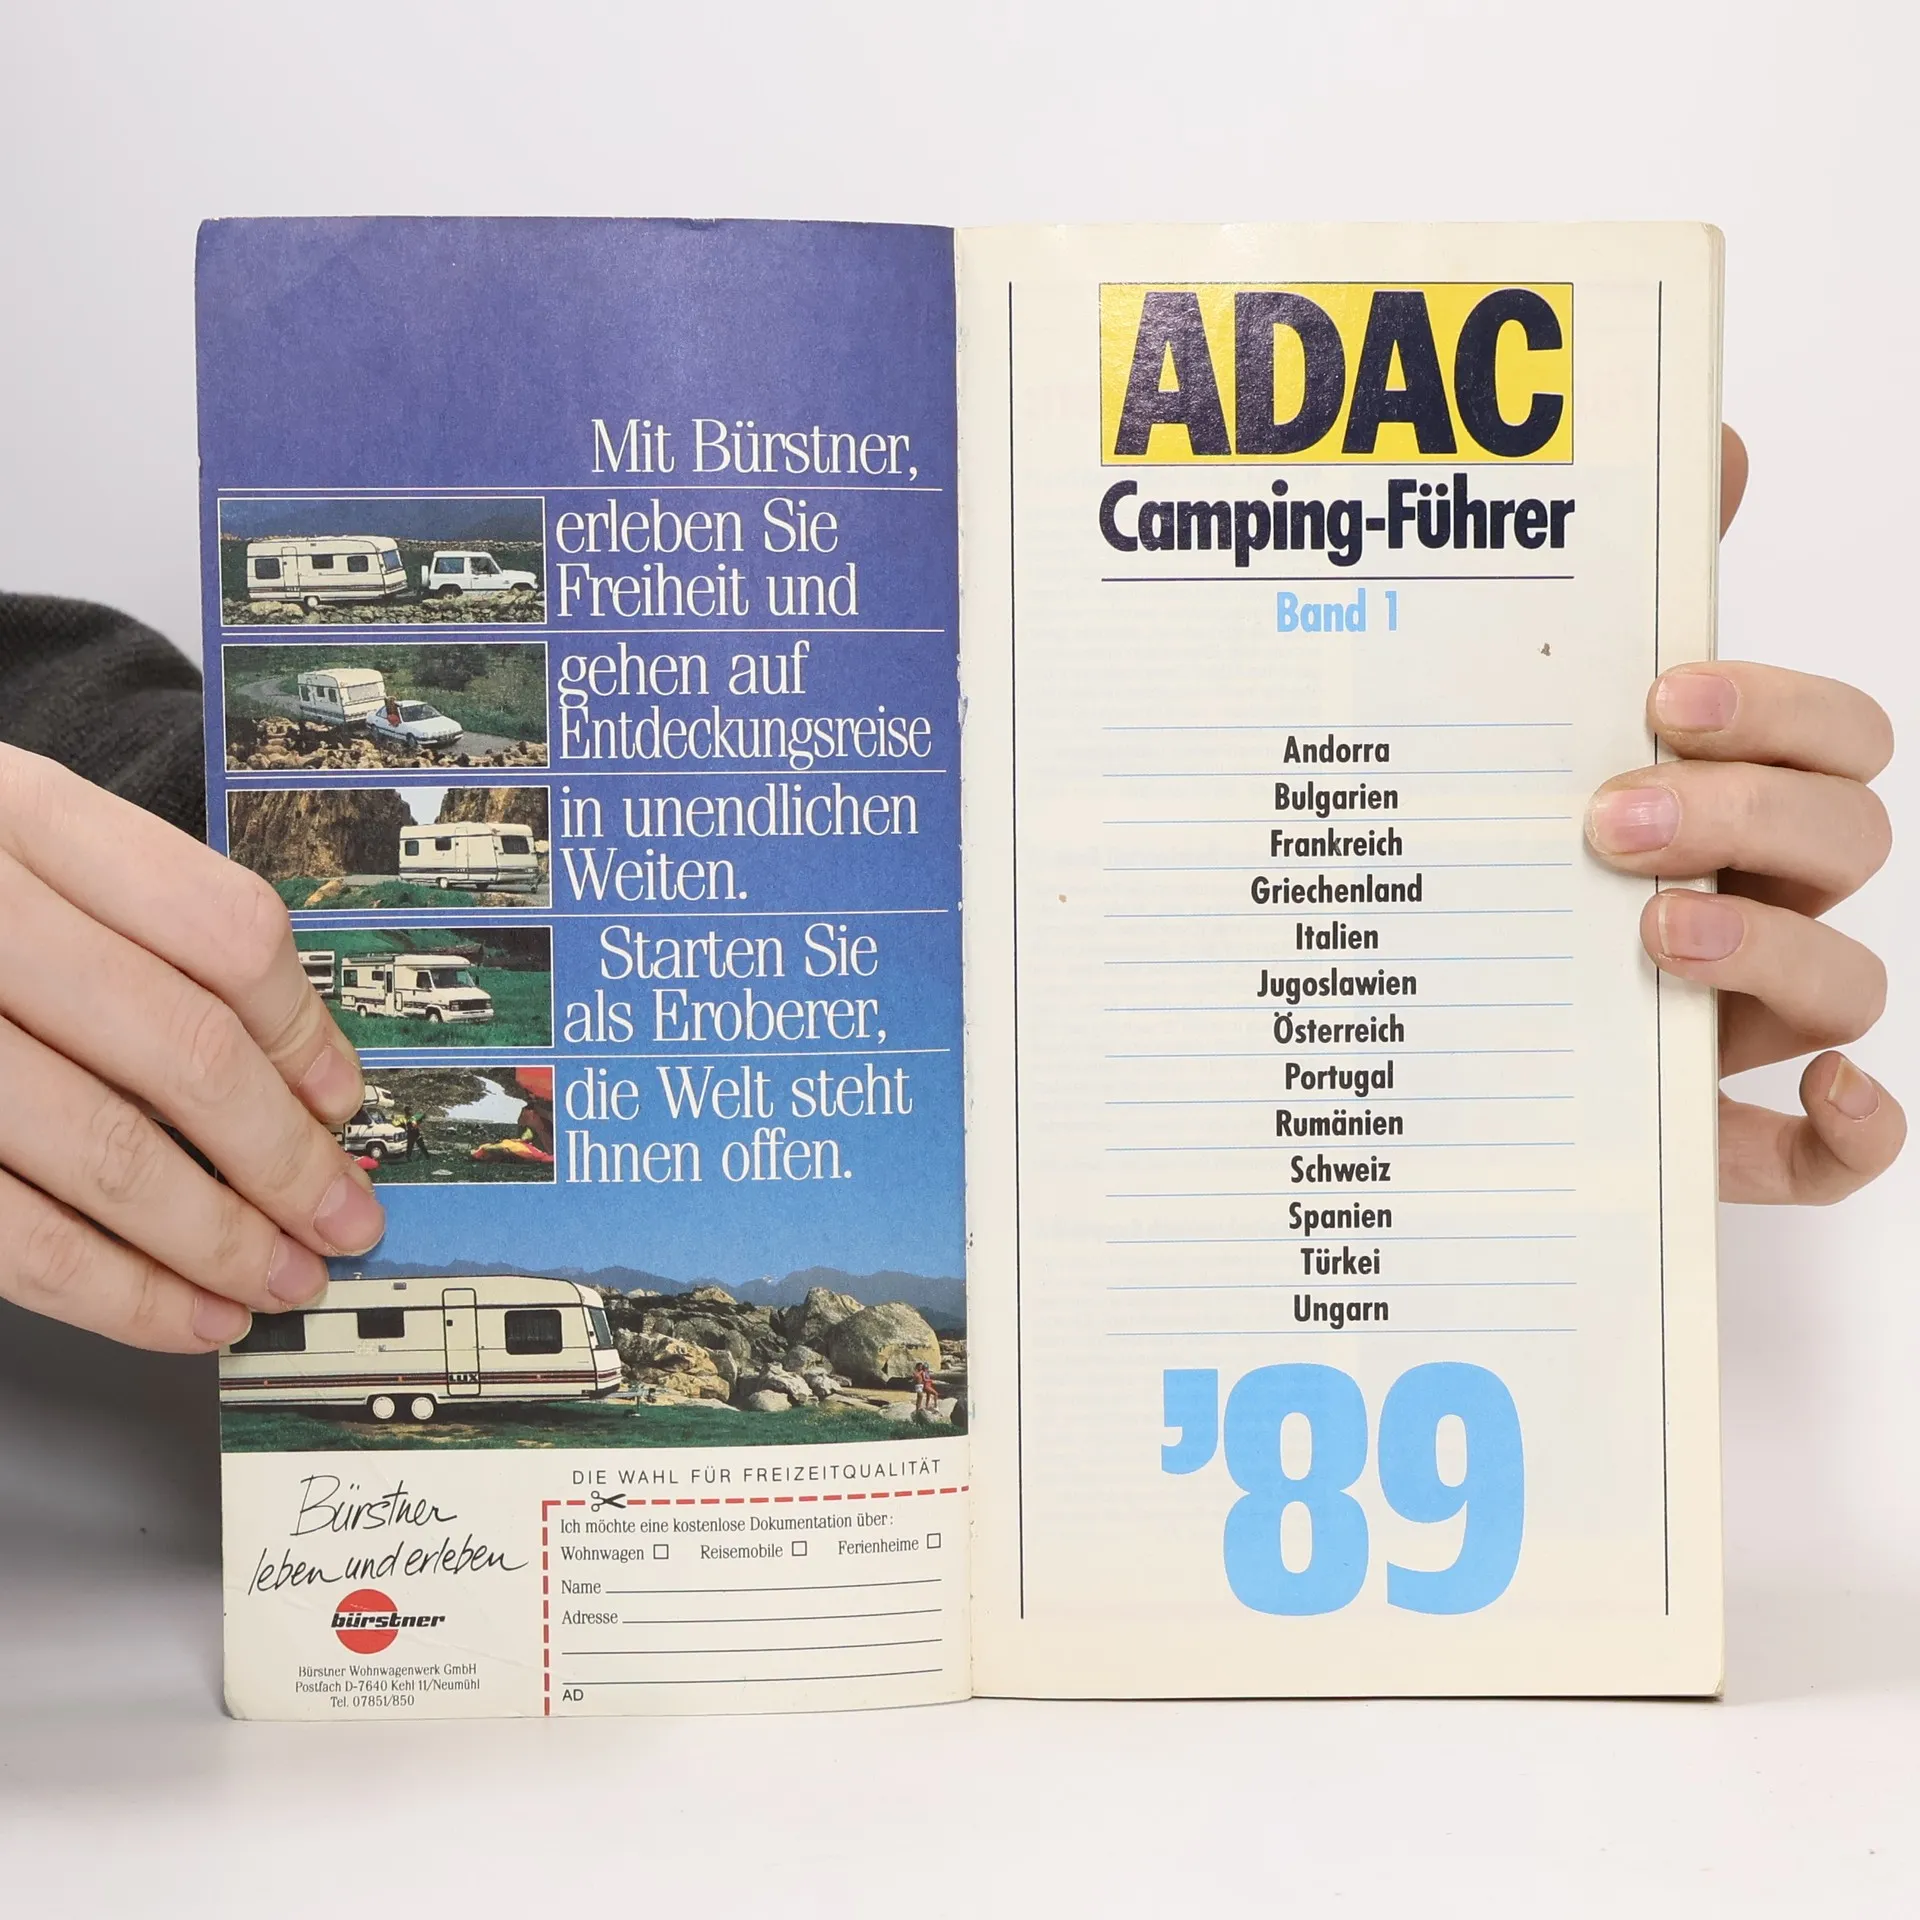 Mit Bürstner,
erleben Sie
Freiheit und
gehen auf
Entdeckungsreise
in unendlichen
Weiten.
Starten Sie
als Eroberer,
die Welt steht
Ihnen offen.
LUX
Bürstner
leben und erleben
bürstner
Bürstner Wohnwagenwerk GmbH
Postfach D-7640 Kehl 11/Neumühl
Tel. 07851/850
DIE WAHL FÜR FREIZEITQUALITÄT
Ich möchte eine kostenlose Dokumentation über:
Wohnwagen Reisemobile Ferienheime
Name
Adresse
AD
ADAC
Camping-Führer
Band 1
Andorra
Bulgarien
Frankreich
Griechenland
Italien
Jugoslawien
Österreich
Portugal
Rumänien
Schweiz
Spanien
Türkei
Ungarn
'89